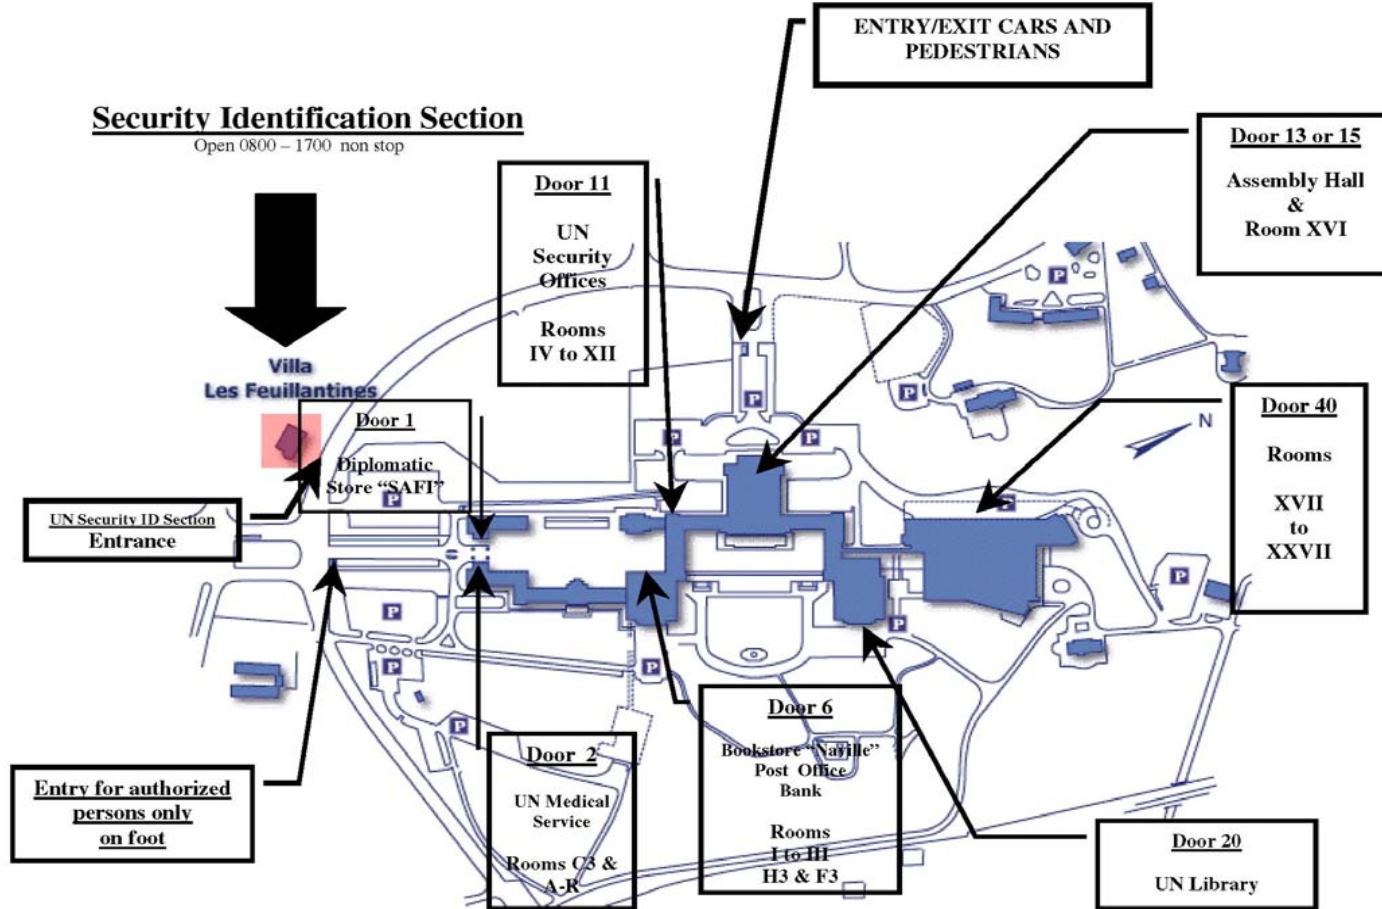 ENTRY/EXIT CARS AND
PEDESTRIANS
Security Identification Section
Open 0800 – 1700 non stop
Door 13 or 15
Assembly Hall
&
Room XVI
Door 11
UN
Security
Offices
Rooms
IV to XII
Villa
Les Feuillantines
Door 1
Diplomatic
Store “SAFI”
UN Security ID Section
Entrance
Door 40
Rooms
XVII
to
XXVII
N
P
P
P
P
P
P
P
P
P
P
P
P
P
P
Entry for authorized
persons only
on foot
Door 2
UN Medical
Service
Rooms C3 &
A-R
Door 6
Bookstore “Naville”
Post Office
Bank
Rooms
I to III
H3 & F3
Door 20
UN Library